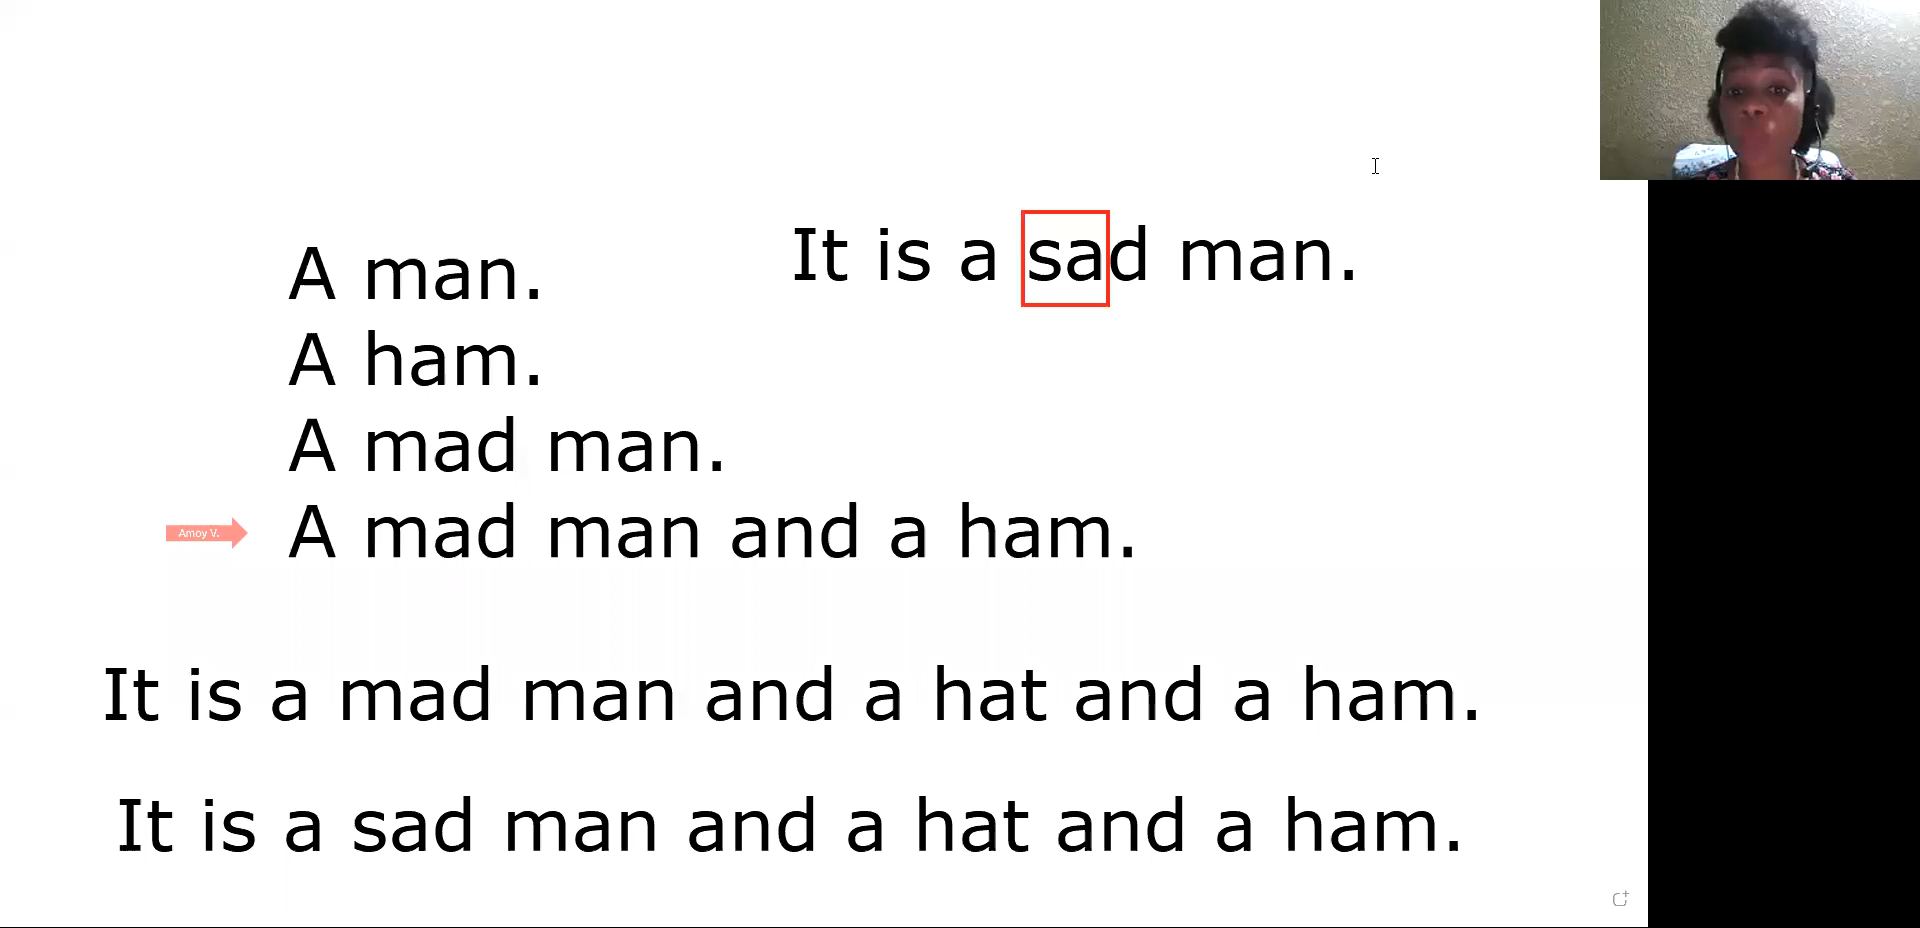 It is a sad man.
A man.
A ham.
A mad man.
Amoy V.
A mad man and a ham.
It is a mad man and a hat and a ham.
It is a sad man and a hat and a ham.